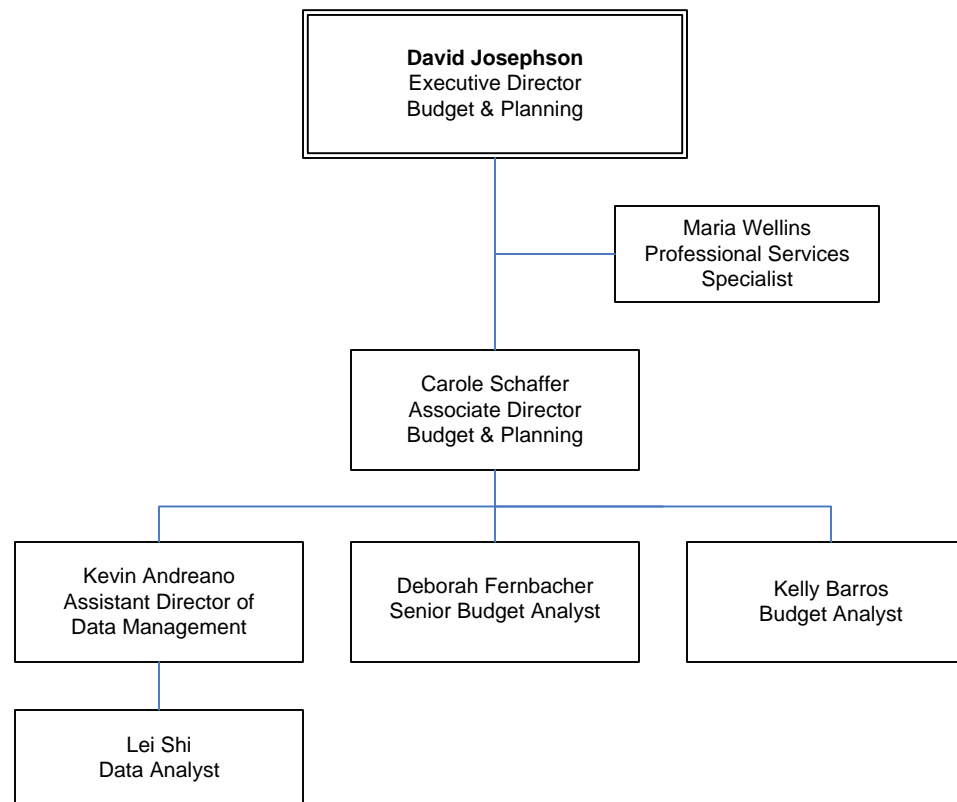 David Josephson
Executive Director
Budget & Planning
Maria Wellins
Professional Services
Specialist
Carole Schaffer
Associate Director
Budget & Planning
Kevin Andreano
Assistant Director of
Data Management
Deborah Fernbacher
Senior Budget Analyst
Kelly Barros
Budget Analyst
Lei Shi
Data Analyst